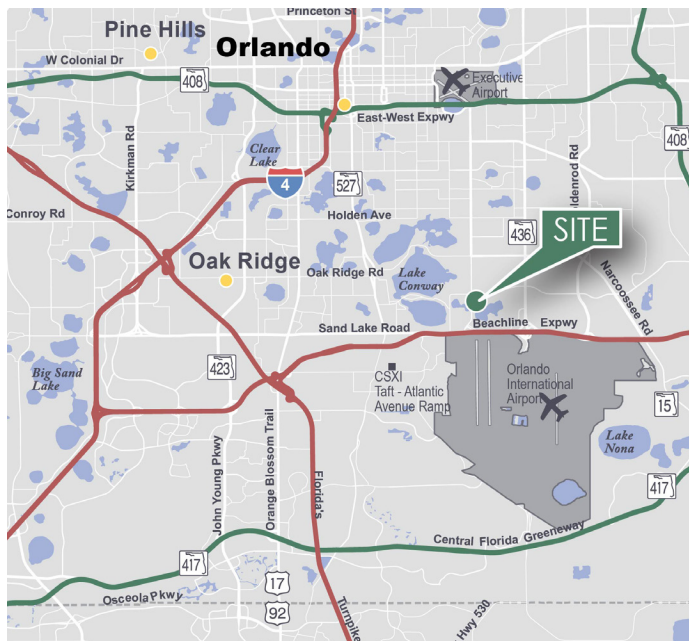 Princeton St
Pine Hills
Orlando
W Colonial Dr
408
Executive
Airport
East-West Expwy
408
Kirkman Rd
Clear
Lake
4
527
ldenrod Rd
Conroy Rd
Holden Ave
436
SITE
Oak Ridge
Oak Ridge Rd
Lake
Conway
Narcoossee Rd
Sand Lake Road
Beachline Expwy
423
Big Sand
Lake
CSXI
Taft - Atlantic
Avenue Ramp
Orlando
International
Airport
15
Lake
Nona
John Young Pkwy
Orange Blossom Trail
Florida's
417
Central Florida Greeneway
417
17
92
Osceola Pkwy
Turnpike
Hwy 530